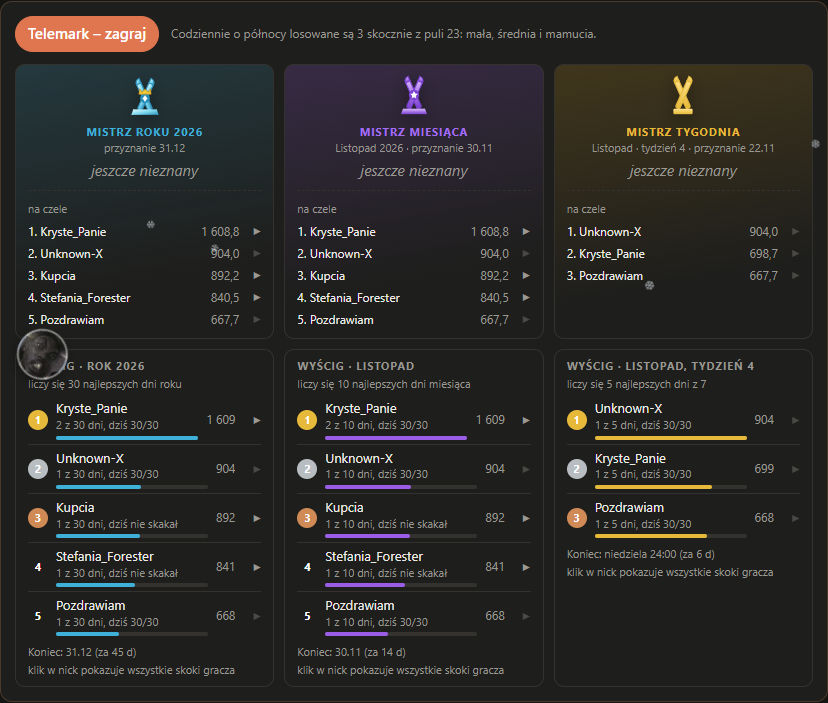 Telemark – zagraj
Codziennie o północy losowane są 3 skocznie z puli 23: mała, średnia i mamucia.
MISTRZ ROKU 2026
przyznanie 31.12
jeszcze nieznany
na czele
1. Kryste_Panie 1 608,8
2. Unknown-X 904,0
3. Kupcia 892,2
4. Stefania_Forester 840,5
5. Pozdrawiam 667,7
MISTRZ MIESIĄCA
Listopad 2026 · przyznanie 30.11
jeszcze nieznany
na czele
1. Kryste_Panie 1 608,8
2. Unknown-X 904,0
3. Kupcia 892,2
4. Stefania_Forester 840,5
5. Pozdrawiam 667,7
MISTRZ TYGODNIA
Listopad · tydzień 4 · przyznanie 22.11
jeszcze nieznany
na czele
1. Unknown-X 904,0
2. Kryste_Panie 698,7
3. Pozdrawiam 667,7
G · ROK 2026
liczy się 30 najlepszych dni roku
1 Kryste_Panie 1 609
2 z 30 dni, dziś 30/30
2 Unknown-X 904
1 z 30 dni, dziś 30/30
3 Kupcia 892
1 z 30 dni, dziś nie skakał
4 Stefania_Forester 841
1 z 30 dni, dziś nie skakał
5 Pozdrawiam 668
1 z 30 dni, dziś 30/30
Koniec: 31.12 (za 45 d)
klik w nick pokazuje wszystkie skoki gracza
WYŚCIG · LISTOPAD
liczy się 10 najlepszych dni miesiąca
1 Kryste_Panie 1 609
2 z 10 dni, dziś 30/30
2 Unknown-X 904
1 z 10 dni, dziś 30/30
3 Kupcia 892
1 z 10 dni, dziś nie skakał
4 Stefania_Forester 841
1 z 10 dni, dziś nie skakał
5 Pozdrawiam 668
1 z 10 dni, dziś 30/30
Koniec: 30.11 (za 14 d)
klik w nick pokazuje wszystkie skoki gracza
WYŚCIG · LISTOPAD, TYDZIEŃ 4
liczy się 5 najlepszych dni z 7
1 Unknown-X 904
1 z 5 dni, dziś 30/30
2 Kryste_Panie 699
1 z 5 dni, dziś 30/30
3 Pozdrawiam 668
1 z 5 dni, dziś 30/30
Koniec: niedziela 24:00 (za 6 d)
klik w nick pokazuje wszystkie skoki gracza